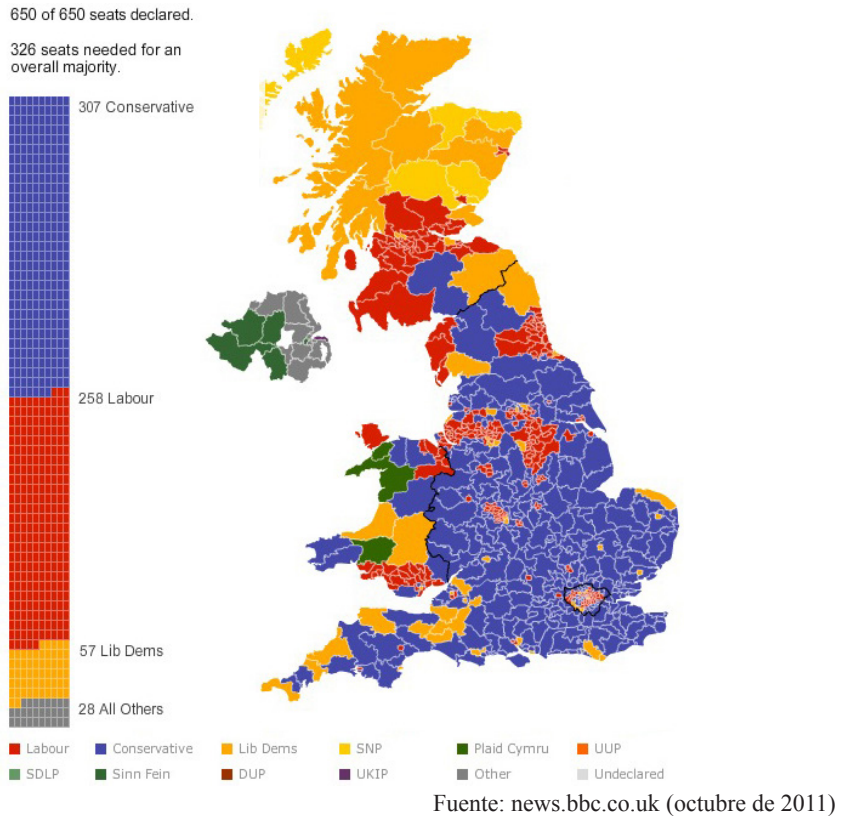 650 of 650 seats declared.
326 seats needed for an
overall majority.
307 Conservative
258 Labour
57 Lib Dems
28 All Others
Labour Conservative Lib Dems SNP Plaid Cymru UUP
SDLP Sinn Fein DUP UKIP Other Undeclared
Fuente: news.bbc.co.uk (octubre de 2011)